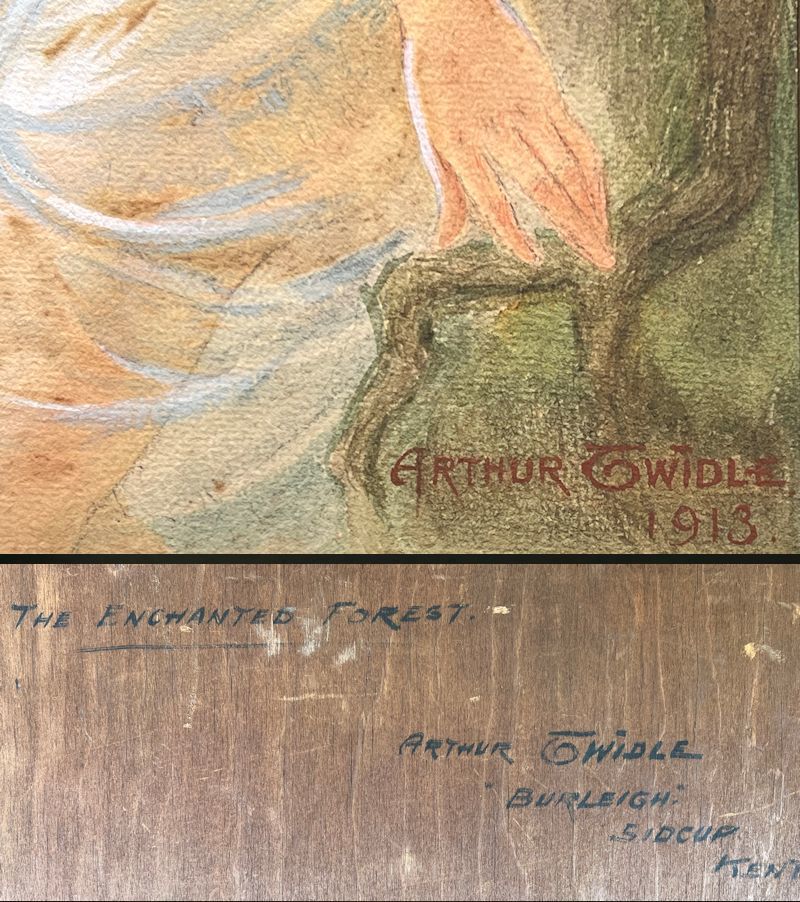 ARTHUR TWIDLE.
1913.
THE ENCHANTED FOREST.
ARTHUR TWIDLE
"BURLEIGH."
SIDCUP
KENT